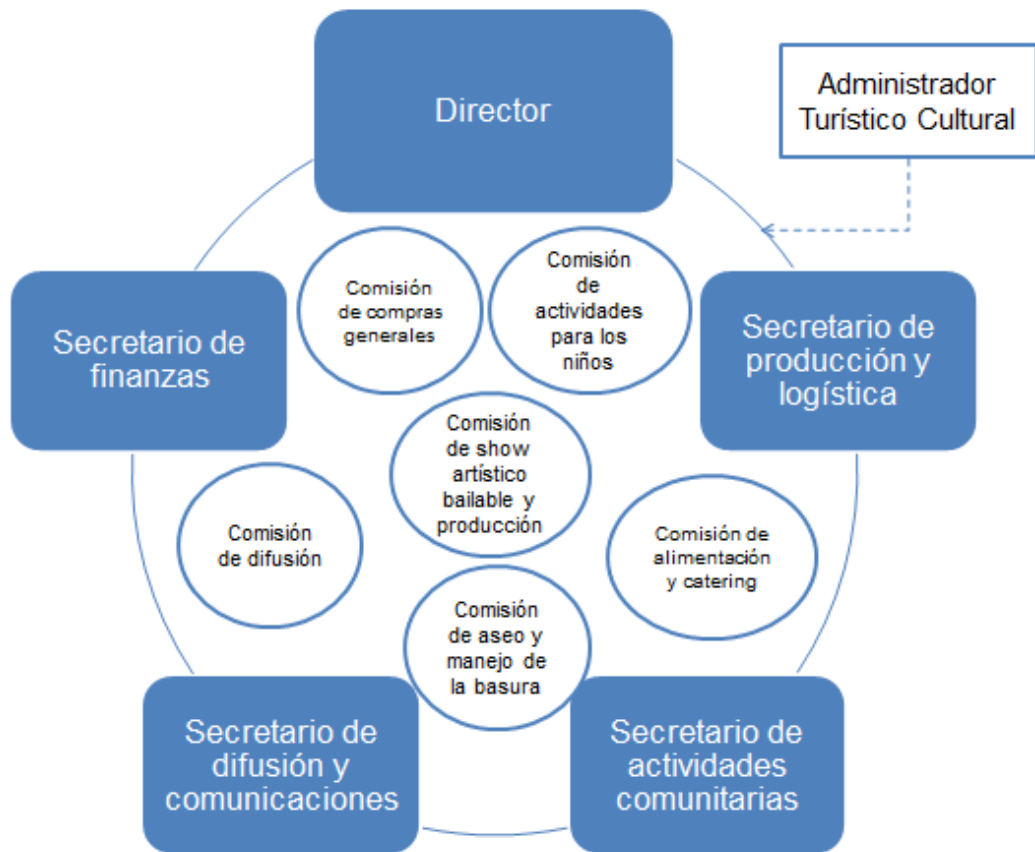 Director
Administrador
Turístico Cultural
Comisión
de compras
generales
Comisión
de
actividades
para los
niños
Secretario de
finanzas
Secretario de
producción y
logística
Comisión
de show
artístico
bailable y
producción
Comisión
de difusión
Comisión de
alimentación
y catering
Comisión
de aseo y
manejo de
la basura
Secretario de
difusión y
comunicaciones
Secretario de
actividades
comunitarias